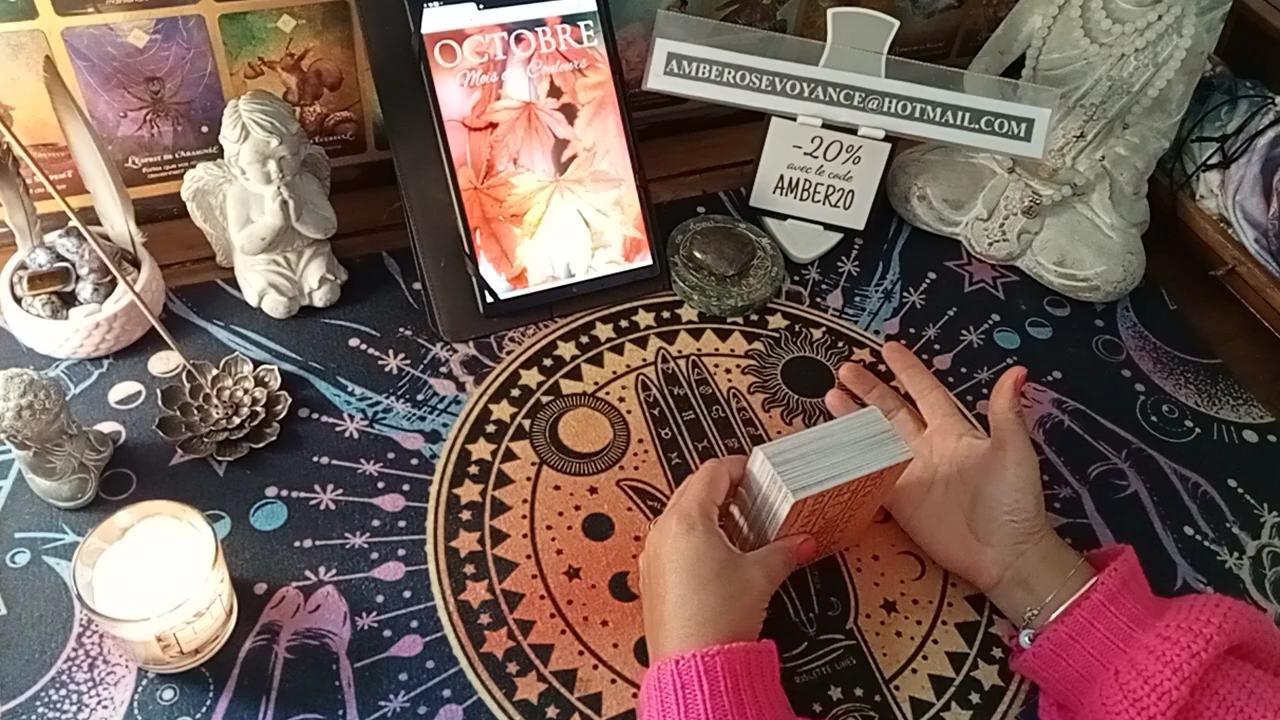 OCTOBRE
Mois des Couleurs
AMBEROSEVOYANCE@HOTMAIL.COM
-20%
avec le code
AMBER20
L'ESPRIT DE L'ARAIGNÉE